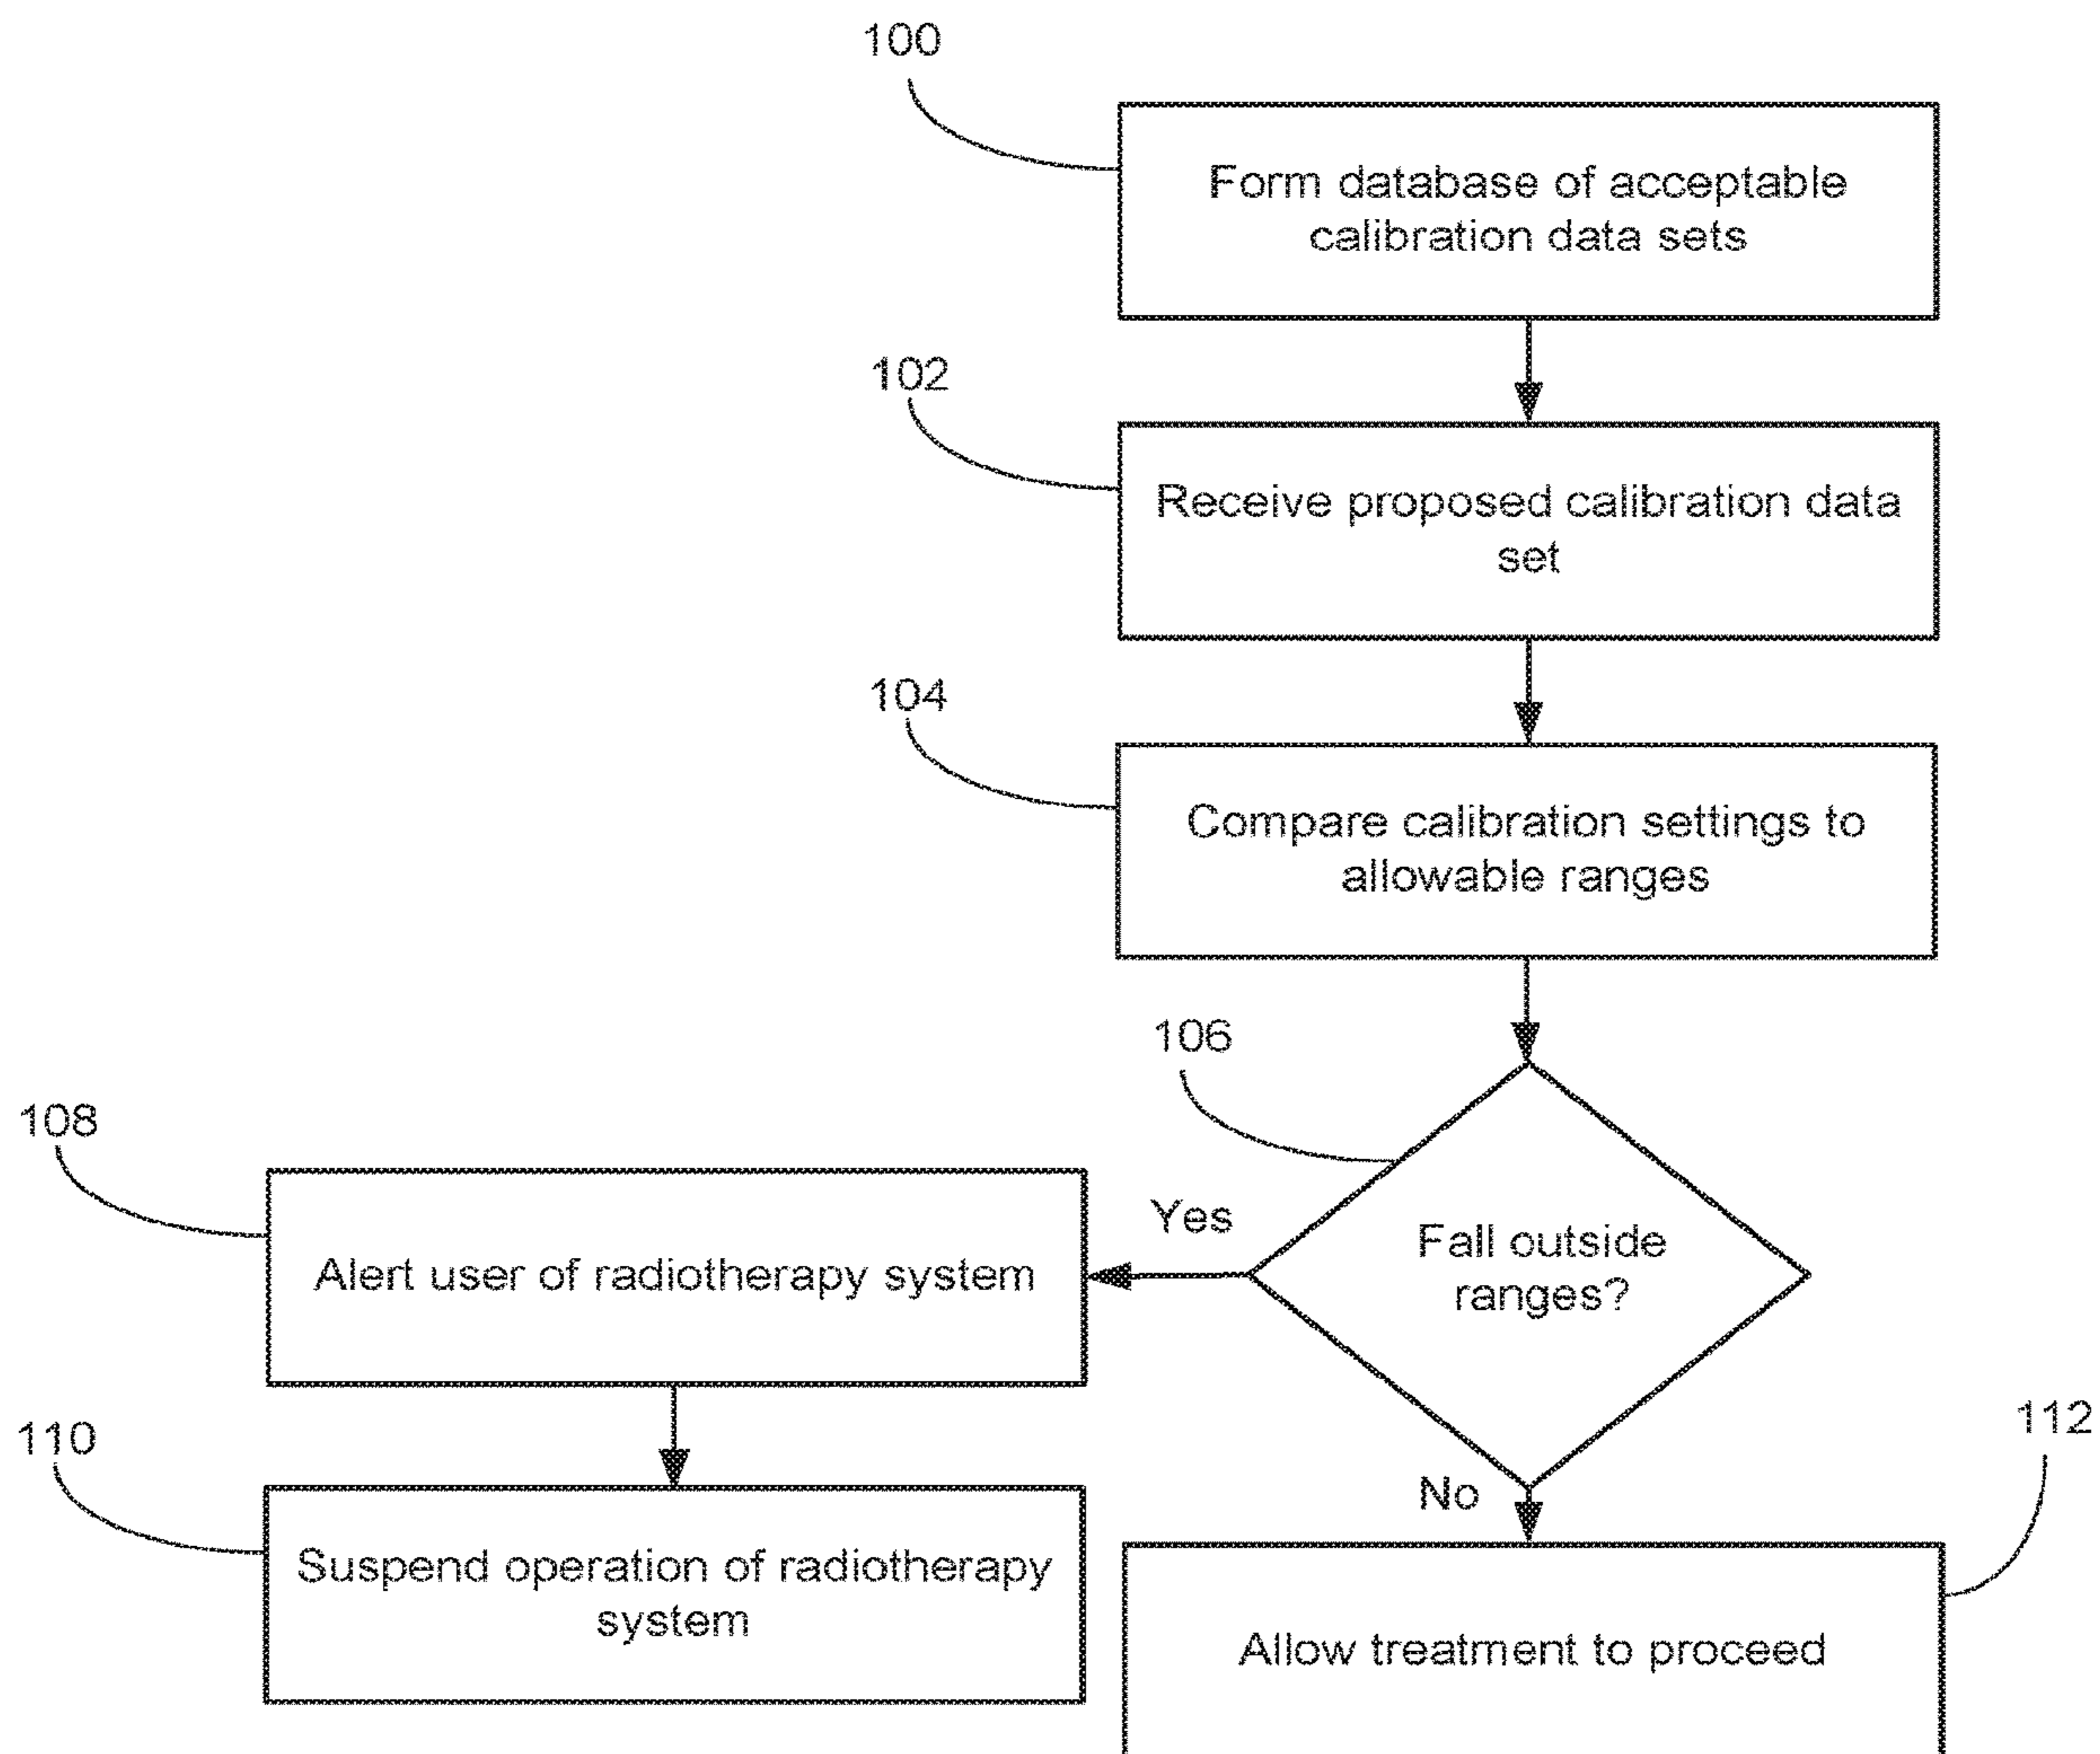 100
Form database of acceptable
calibration data sets
102
Receive proposed calibration data
set
104
Compare calibration settings to
allowable ranges
106
Fall outside
ranges?
Yes
108
Alert user of radiotherapy system
110
Suspend operation of radiotherapy
system
No
112
Allow treatment to proceed